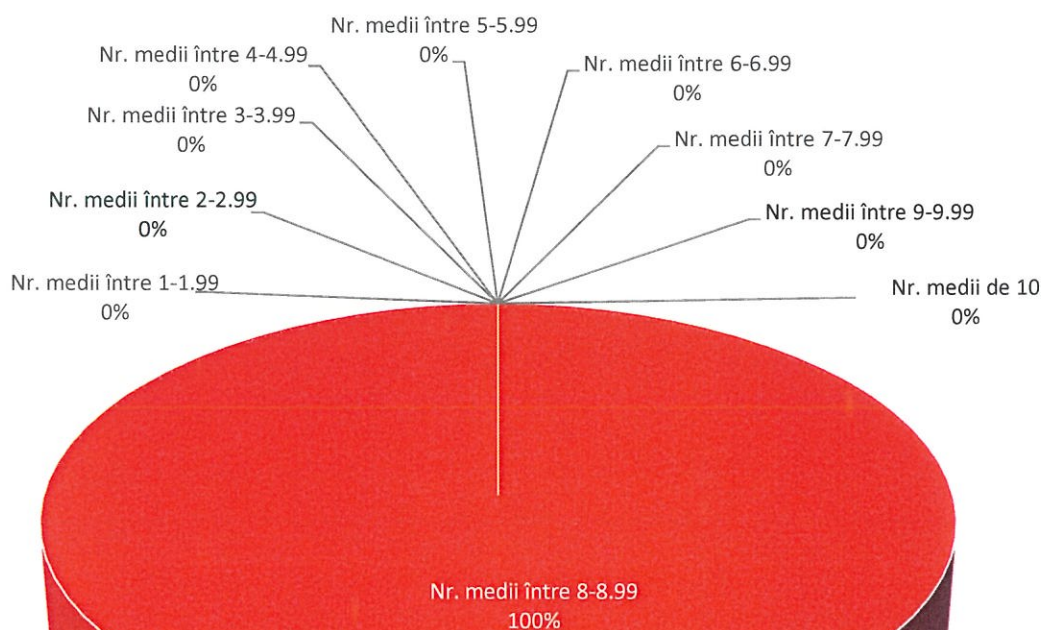 Nr. medii între 5-5.99
0%
Nr. medii între 4-4.99
0%
Nr. medii între 6-6.99
0%
Nr. medii între 3-3.99
0%
Nr. medii între 7-7.99
0%
Nr. medii între 2-2.99
0%
Nr. medii între 9-9.99
0%
Nr. medii între 1-1.99
0%
Nr. medii de 10
0%
Nr. medii între 8-8.99
100%